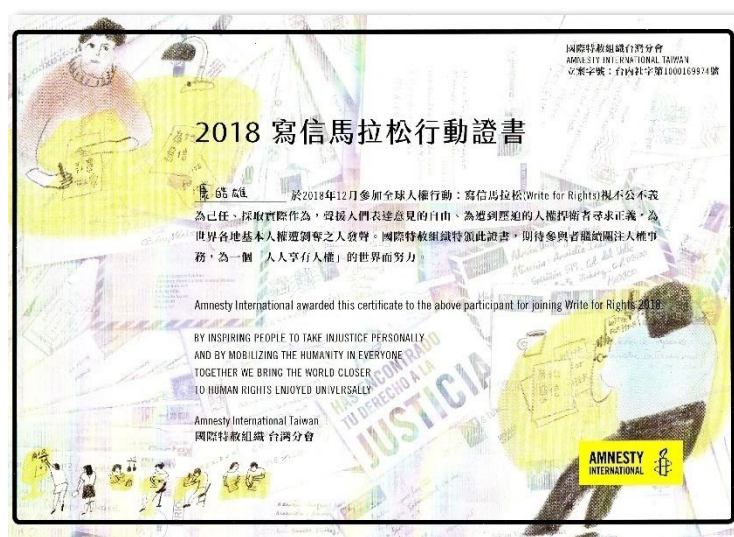 國際特赦組織台灣分會
AMNESTY INTERNATIONAL TAIWAN
立案字號：台內社字第1000169974號
2018 寫信馬拉松行動證書
皓雄 於2018年12月參加全球人權行動：寫信馬拉松(Write for Rights)視不公不義
為己任、採取實際作為，聲援人們表達意見的自由、為遭到壓迫的人權捍衛者尋求正義，為
世界各地基本人權遭剝奪之人發聲。國際特赦組織特頒此證書，期待參與者繼續關注人權事
務，為一個「人人享有人權」的世界而努力。
Amnesty International awarded this certificate to the above participant for joining Write for Rights 2018
BY INSPIRING PEOPLE TO TAKE INJUSTICE PERSONALLY
AND BY MOBILIZING THE HUMANITY IN EVERYONE
TOGETHER WE BRING THE WORLD CLOSER
TO HUMAN RIGHTS ENJOYED UNIVERSALLY
HAS ENCONTRADO
TU DERECHO A LA
JUSTICIA
Amnesty International Taiwan
國際特赦組織 台灣分會
AMNESTY
INTERNATIONAL